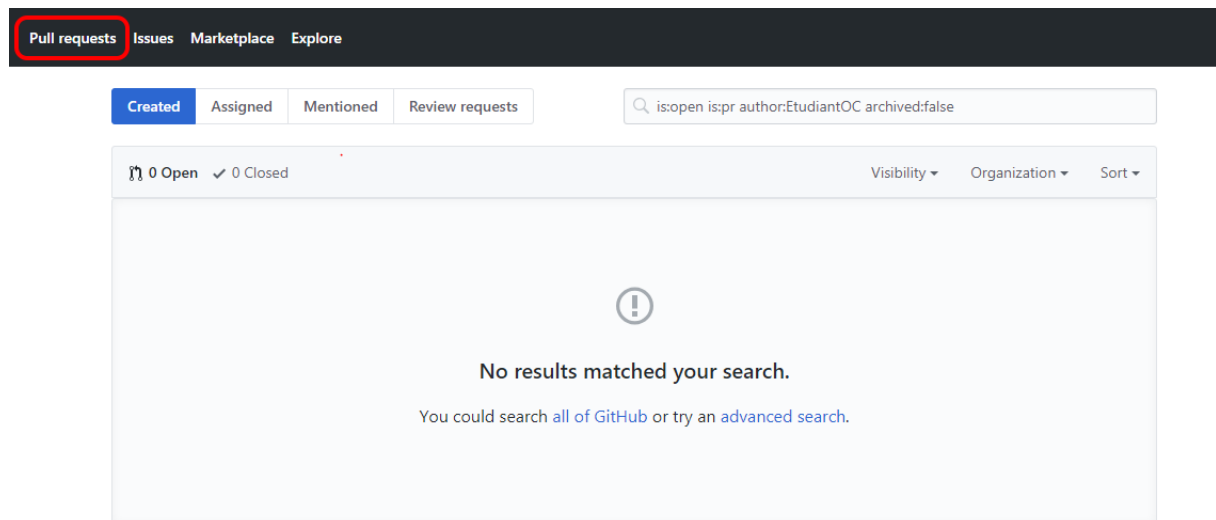 Pull requests Issues Marketplace Explore
Created Assigned Mentioned Review requests is:open is:pr author:EtudiantOC archived:false
0 Open 0 Closed Visibility Organization Sort
No results matched your search.
You could search all of GitHub or try an advanced search.